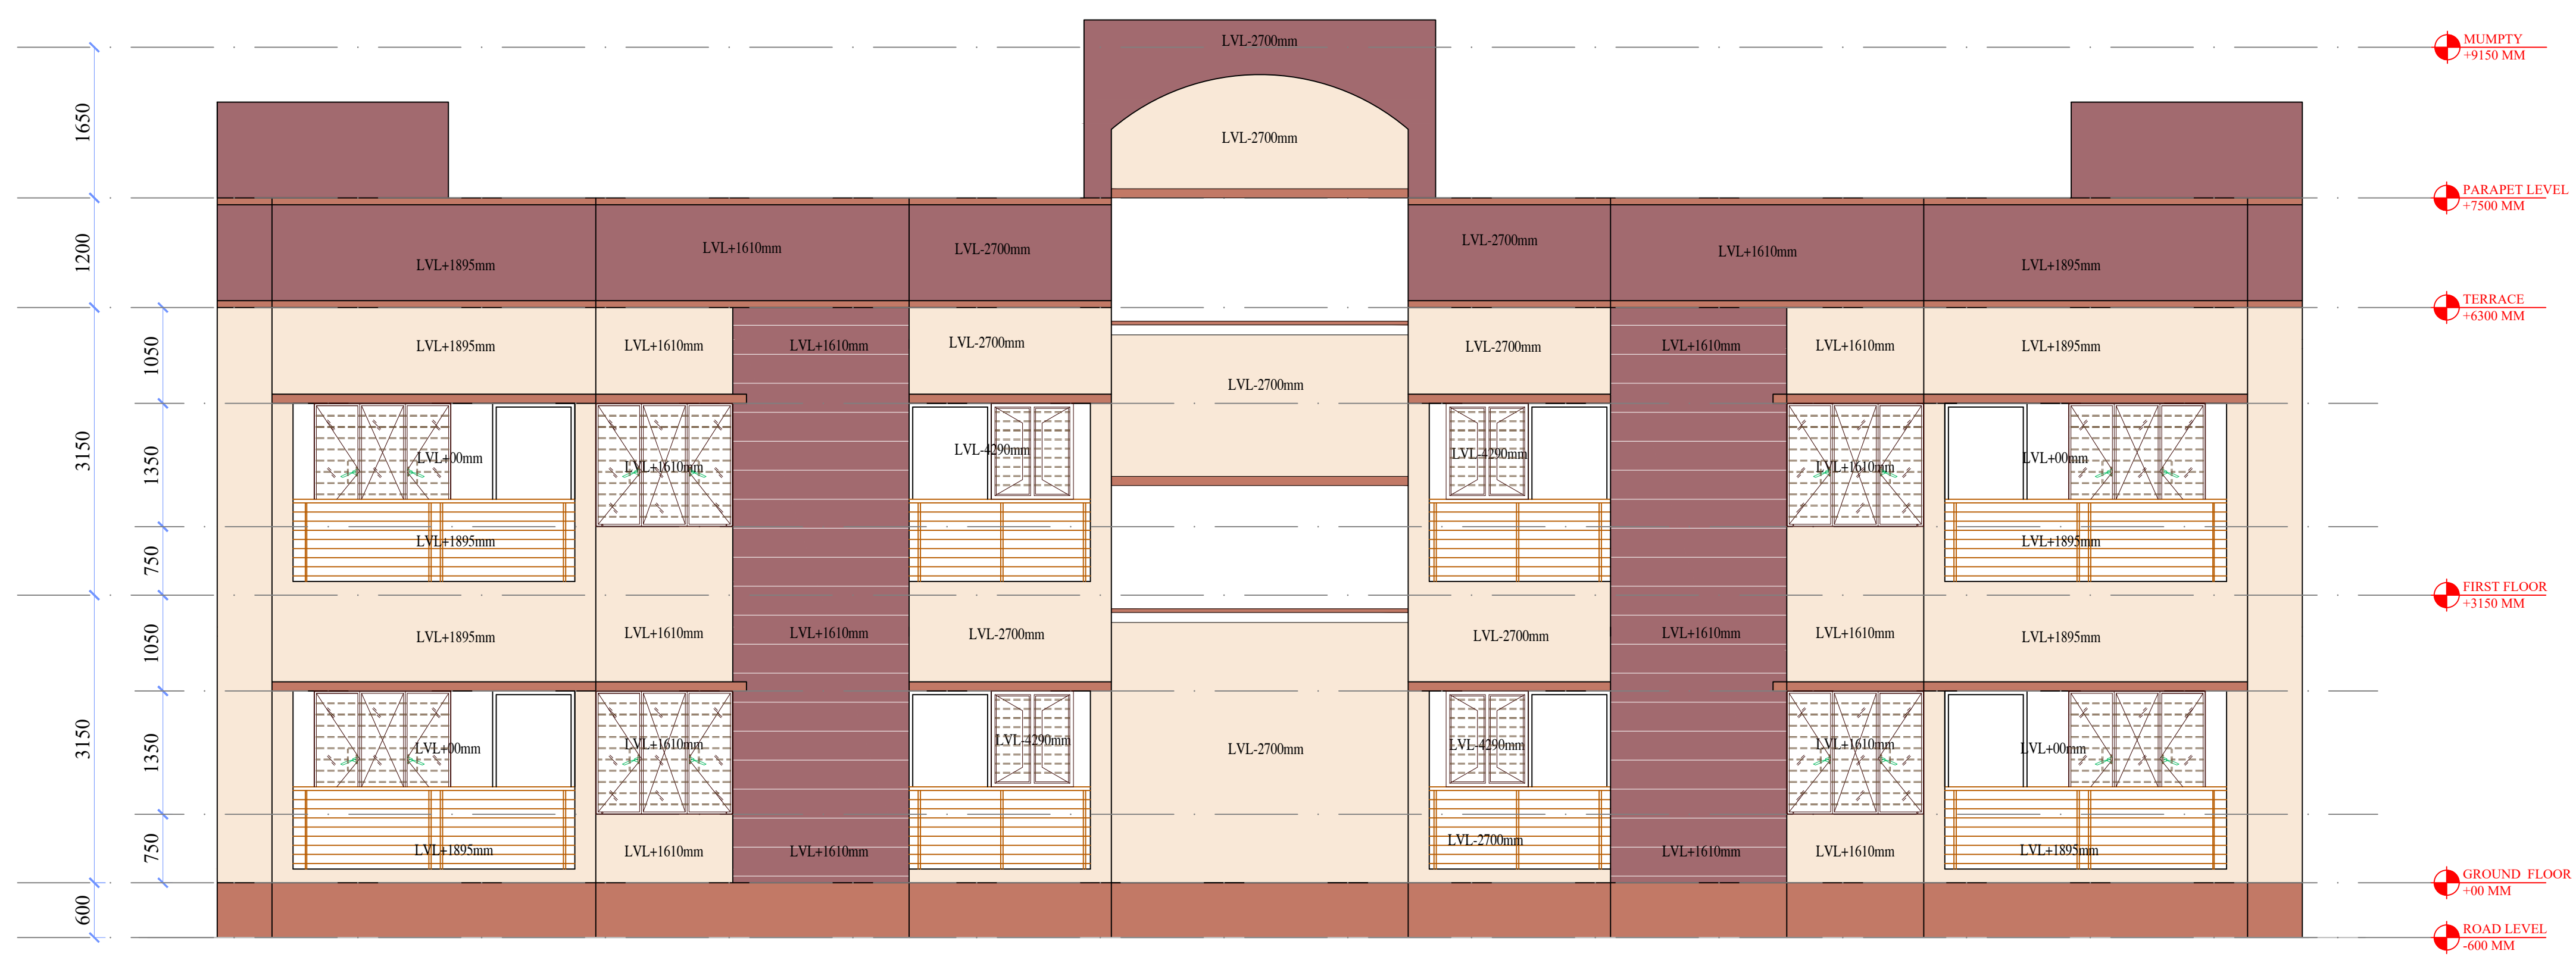 LVL-2700mm
MUMPTY
+9150 MM
1650
LVL-2700mm
PARAPET LEVEL
+7500 MM
1200
LVL+1895mm
LVL+1610mm
LVL-2700mm
LVL-2700mm
LVL+1610mm
LVL+1895mm
TERRACE
+6300 MM
1050
LVL+1895mm
LVL+1610mm
LVL+1610mm
LVL-2700mm
LVL-2700mm
LVL-2700mm
LVL+1610mm
LVL+1610mm
LVL+1895mm
3150
1350
LVL+00mm
LVL+1610mm
LVL-4290mm
LVL-4290mm
LVL+1610mm
LVL+00mm
750
LVL+1895mm
LVL+1895mm
FIRST FLOOR
+3150 MM
1050
LVL+1895mm
LVL+1610mm
LVL+1610mm
LVL-2700mm
LVL-2700mm
LVL+1610mm
LVL+1610mm
LVL+1895mm
3150
1350
LVL+00mm
LVL+1610mm
LVL-4290mm
LVL-2700mm
LVL-4290mm
LVL+1610mm
LVL+00mm
750
LVL+1895mm
LVL+1610mm
LVL+1610mm
LVL-2700mm
LVL+1610mm
LVL+1610mm
LVL+1895mm
GROUND FLOOR
+00 MM
600
ROAD LEVEL
-600 MM